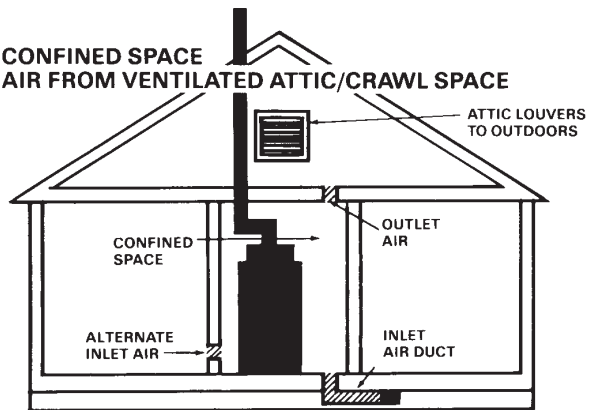 CONFINED SPACE
AIR FROM VENTILATED ATTIC/CRAWL SPACE
ATTIC LOUVERS
TO OUTDOORS
OUTLET
AIR
CONFINED
SPACE
ALTERNATE
INLET AIR
INLET
AIR DUCT